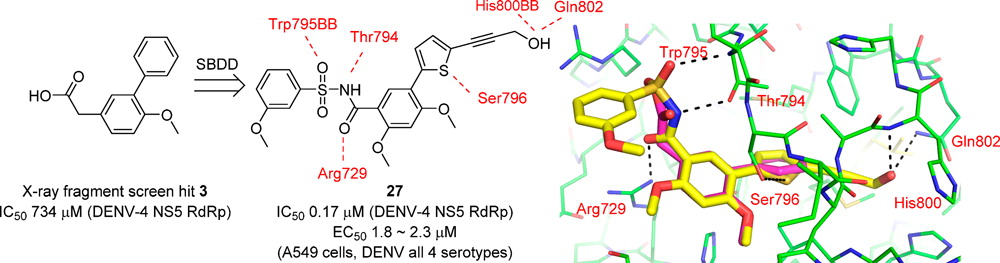 His800BB
Gln802
Trp795BB
Thr794
OH
S
SBDD
O
O
S
NH
Ser796
HO
O
O
O
O
O
O
Arg729
X-ray fragment screen hit 3
IC50 734 µM (DENV-4 NS5 RdRp)
27
IC50 0.17 µM (DENV-4 NS5 RdRp)
EC50 1.8 ~ 2.3 µM
(A549 cells, DENV all 4 serotypes)
Trp795
Thr794
Gln802
Arg729
Ser796
His800